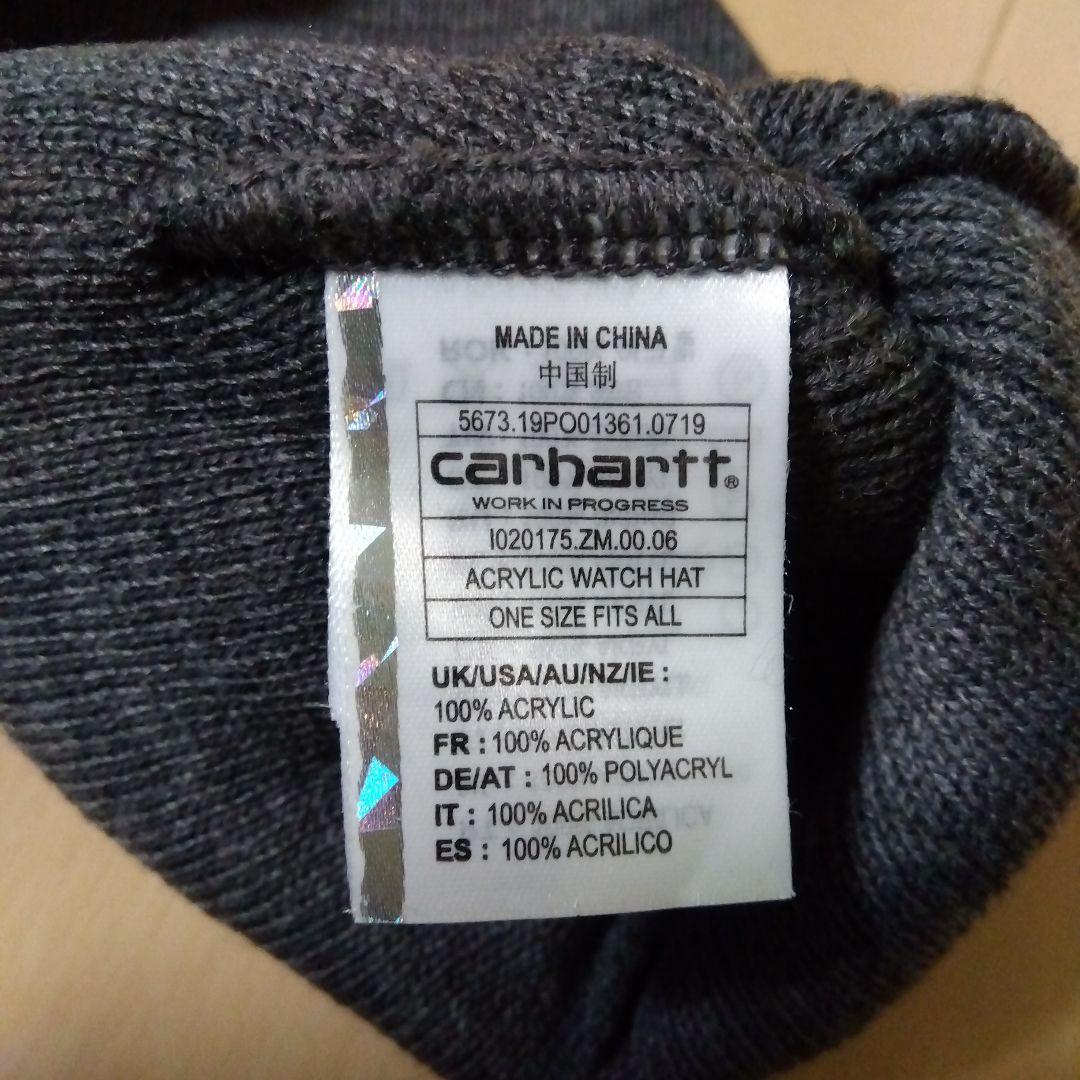 MADE IN CHINA
中国制
5673.19PO01361.0719
carhartt®
WORK IN PROGRESS
I020175.ZM.00.06
ACRYLIC WATCH HAT
ONE SIZE FITS ALL
UK/USA/AU/NZ/IE :
100% ACRYLIC
FR : 100% ACRYLIQUE
DE/AT : 100% POLYACRYL
IT : 100% ACRILICA
ES : 100% ACRILICO